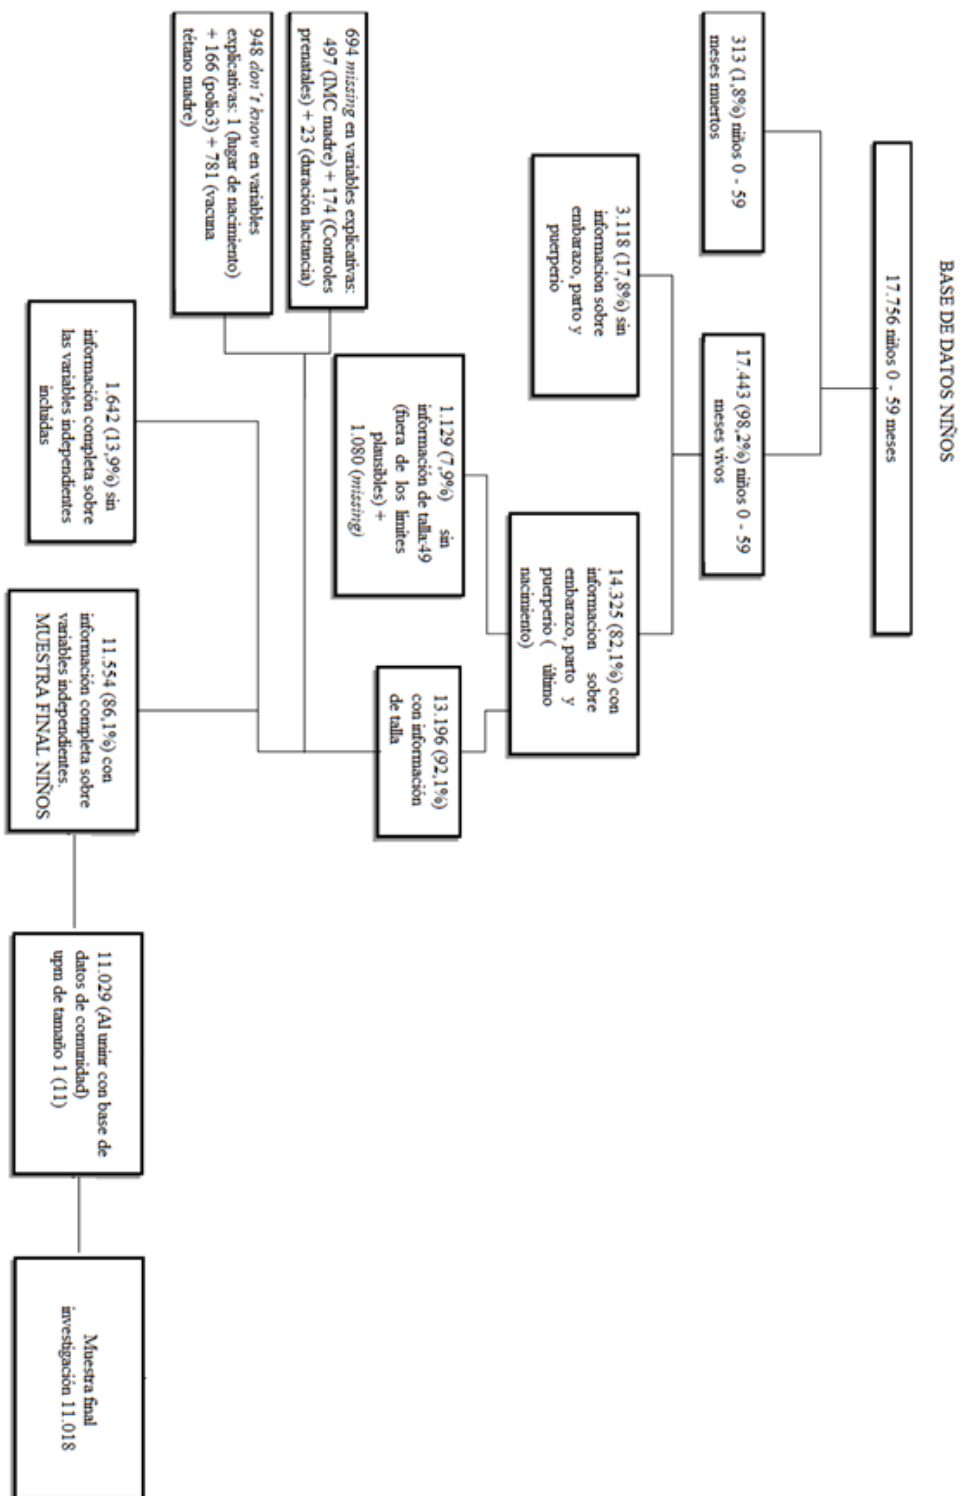 BASE DE DATOS NIÑOS
17.756 niños 0 - 59 meses
313 (1,8%) niños 0 - 59
meses muertos
17.443 (98,2%) niños 0 - 59
meses vivos
3.118 (17,8%) sin
informacion sobre
embarazo, parto y
puerperio
14.325 (82,1%) con
informacion sobre
embarazo, parto y
puerperio ( último
nacimiento)
1.129 (7,9%) sin
información de talla:49
(fuera de los limites
plausibles) +
1.080 (missing)
13.196 (92,1%)
con información
de talla
694 missing en variables explicativas:
497 (IMC madre) + 174 (Controles
prenatales) + 23 (duración lactancia)
948 don´t know en variables
explicativas: 1 (lugar de nacimiento)
+ 166 (polio3) + 781 (vacuna
tétano madre)
1.642 (13,9%) sin
información completa sobre
las variables independientes
incluidas
11.554 (86,1%) con
información completa sobre
variables independientes.
MUESTRA FINAL NIÑOS
11.029 (Al uninr con base de
datos de comunidad)
upm de tamaño 1 (11)
Muestra final
investigación 11.018